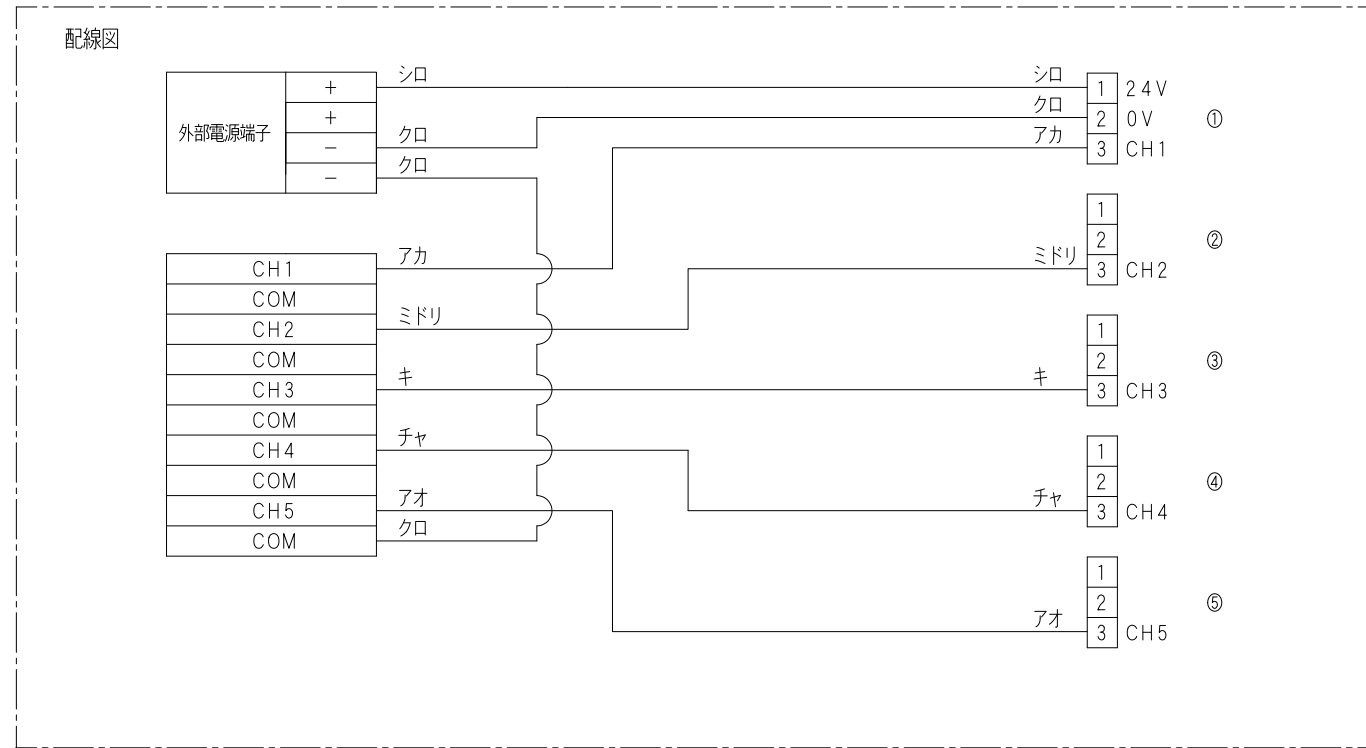 配線図
シロ シロ
+ 1 24V
クロ
+ 2 0V ①
外部電源端子
クロ アカ
- 3 CH1
クロ
-
1
2 ②
アカ ミドリ
CH1 3 CH2
COM
ミドリ
CH2 1
COM 2 ③
キ キ
CH3 3 CH3
COM
チャ
CH4 1
COM 2 ④
アオ チャ
CH5 3 CH4
クロ
COM
1
2 ⑤
アオ
3 CH5